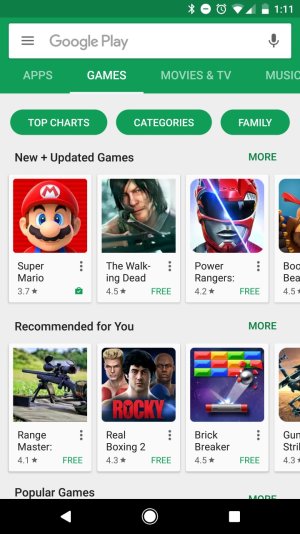 1:11
Google Play
APPS
GAMES
MOVIES & TV
MUSIC
TOP CHARTS
CATEGORIES
FAMILY
New + Updated Games
MORE
Super
Mario
3.7 ★
The Walk-
ing Dead
4.5 ★ FREE
Power
Rangers:
4.2 ★ FREE
Boo
Bea
4.5 ★
Recommended for You
MORE
Range
Master:
4.1 ★ FREE
ROCKY
Real
Boxing 2
4.3 ★ FREE
Brick
Breaker
4.5 ★ FREE
Gun
Strik
4.3 ★
Popular Games
MORE